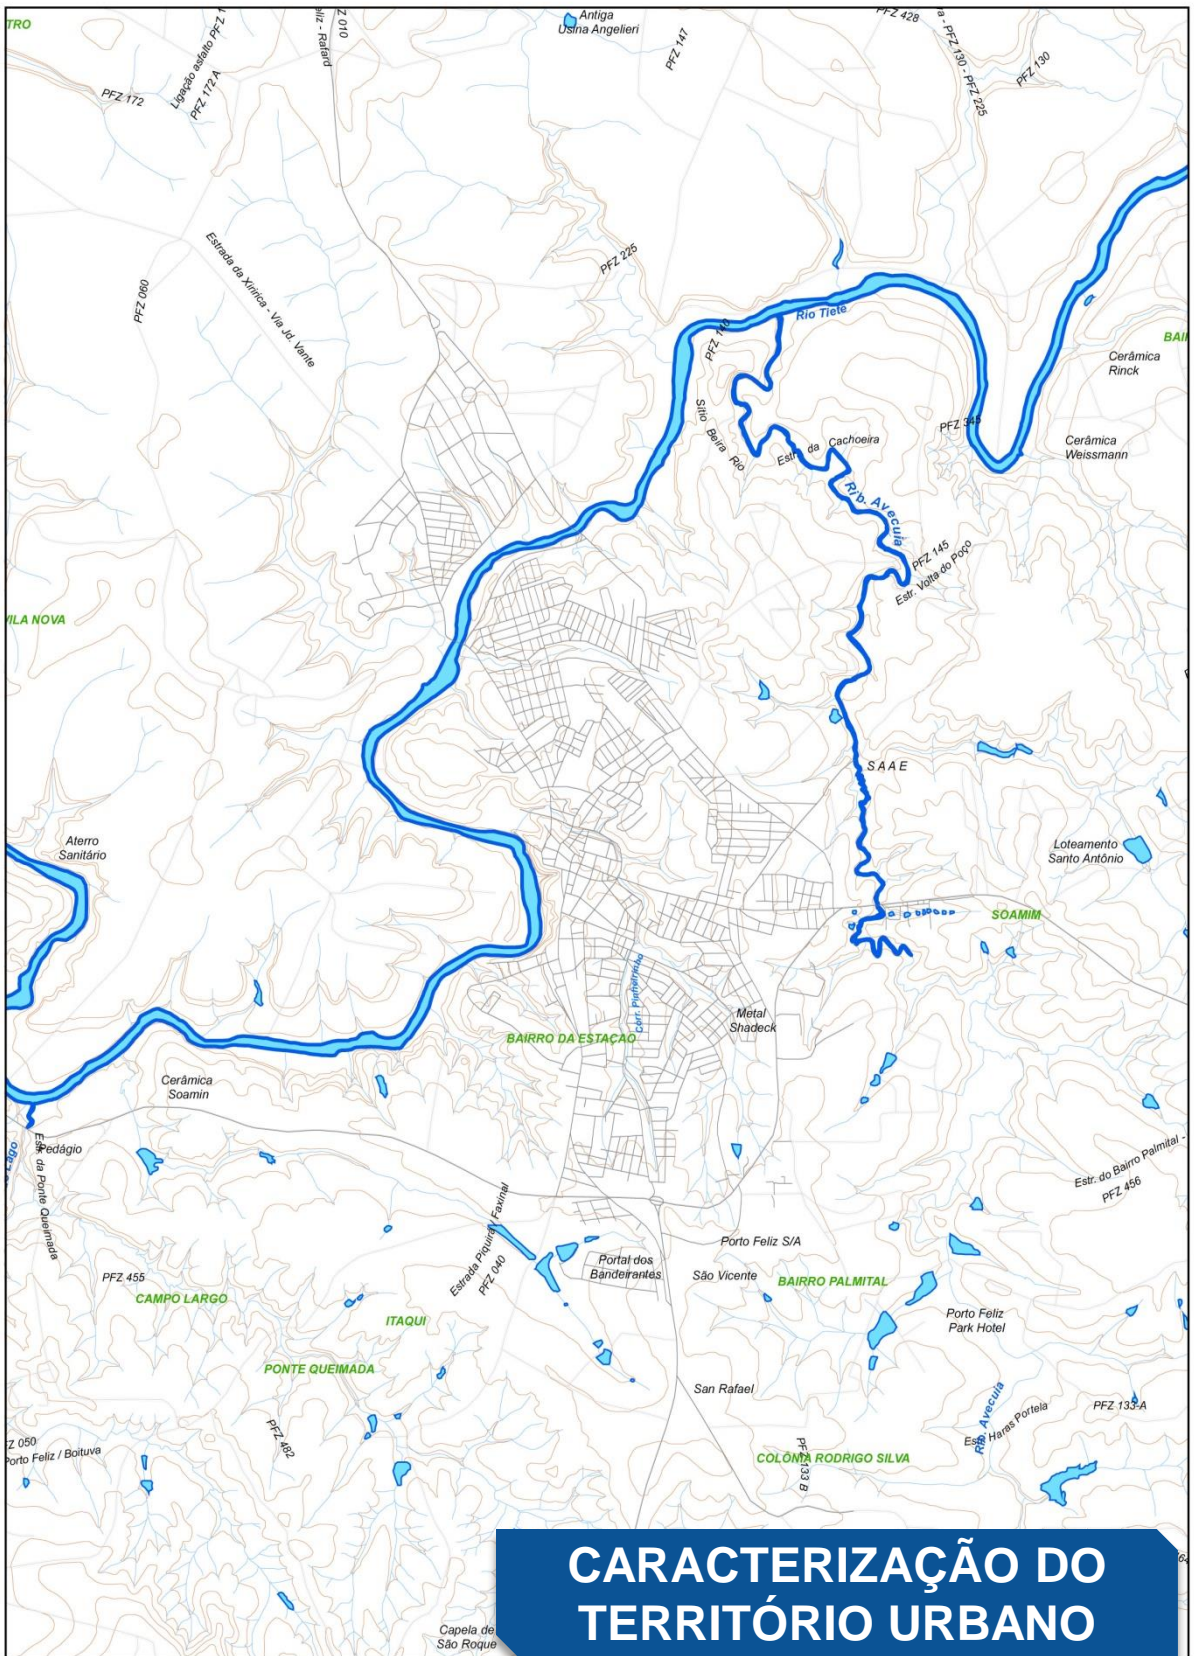 TRO
Antiga
Usina Angelieri
PFZ 428
PFZ 147
PFZ 130 - PFZ 225
PFZ 130
Ligação asfalto PFZ
PFZ 172 A
PFZ 172
Rafard
Z 010
Estrada da Xiririca - Via Jd. Vante
PFZ 060
PFZ 225
Rio Tietê
PFZ 140
BAI
Cerâmica
Rinck
Sítio Beira Rio
Estr. da Cachoeira
PFZ 345
Cerâmica
Weissmann
Rib. Avecuia
PFZ 145
Estr. Volta do Poço
VILA NOVA
S A A E
Aterro
Sanitário
Loteamento
Santo Antônio
SOAMIM
Córr. Pinheirinho
Metal
Shadeck
BAIRRO DA ESTAÇÃO
Cerâmica
Soamin
Pedágio
Lago
Estr. da Ponte Queimada
Estr. do Bairro Palmital -
PFZ 456
Estrada Piquira / Faxinal
PFZ 040
Porto Feliz S/A
Portal dos
Bandeirantes
São Vicente
BAIRRO PALMITAL
PFZ 455
CAMPO LARGO
ITAQUI
Porto Feliz
Park Hotel
PONTE QUEIMADA
San Rafael
Rib. Avecuia
Estr. Haras Portela
PFZ 133-A
PFZ 482
Z 050
Porto Feliz / Boituva
PFZ 133 B
COLÔNIA RODRIGO SILVA
CARACTERIZAÇÃO DO
TERRITÓRIO URBANO
Capela de
São Roque